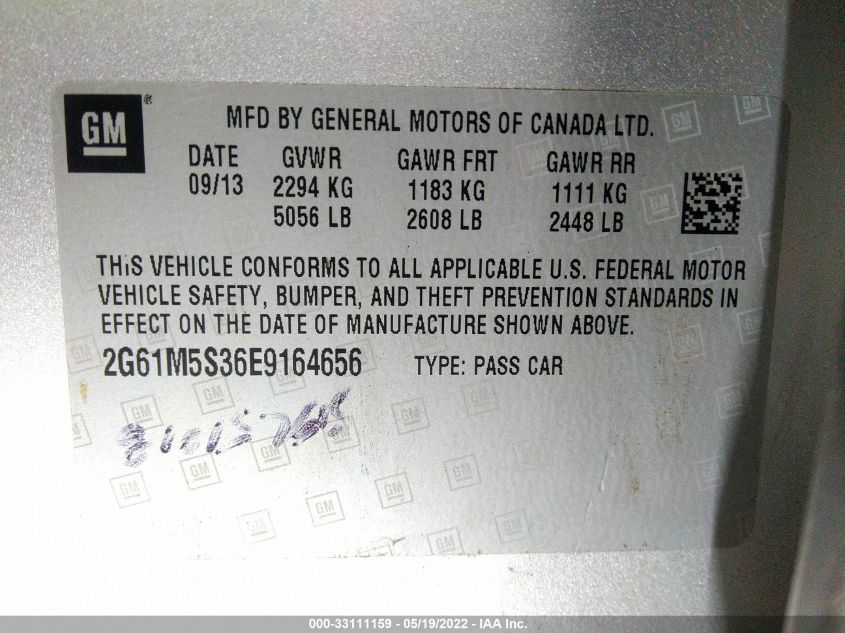 GM®
MFD BY GENERAL MOTORS OF CANADA LTD.
DATE GVWR GAWR FRT GAWR RR
09/13 2294 KG 1183 KG 1111 KG
5056 LB 2608 LB 2448 LB
THIS VEHICLE CONFORMS TO ALL APPLICABLE U.S. FEDERAL MOTOR
VEHICLE SAFETY, BUMPER, AND THEFT PREVENTION STANDARDS IN
EFFECT ON THE DATE OF MANUFACTURE SHOWN ABOVE.
2G61M5S36E9164656 TYPE: PASS CAR
000-33111159 - 05/19/2022 - IAA Inc.